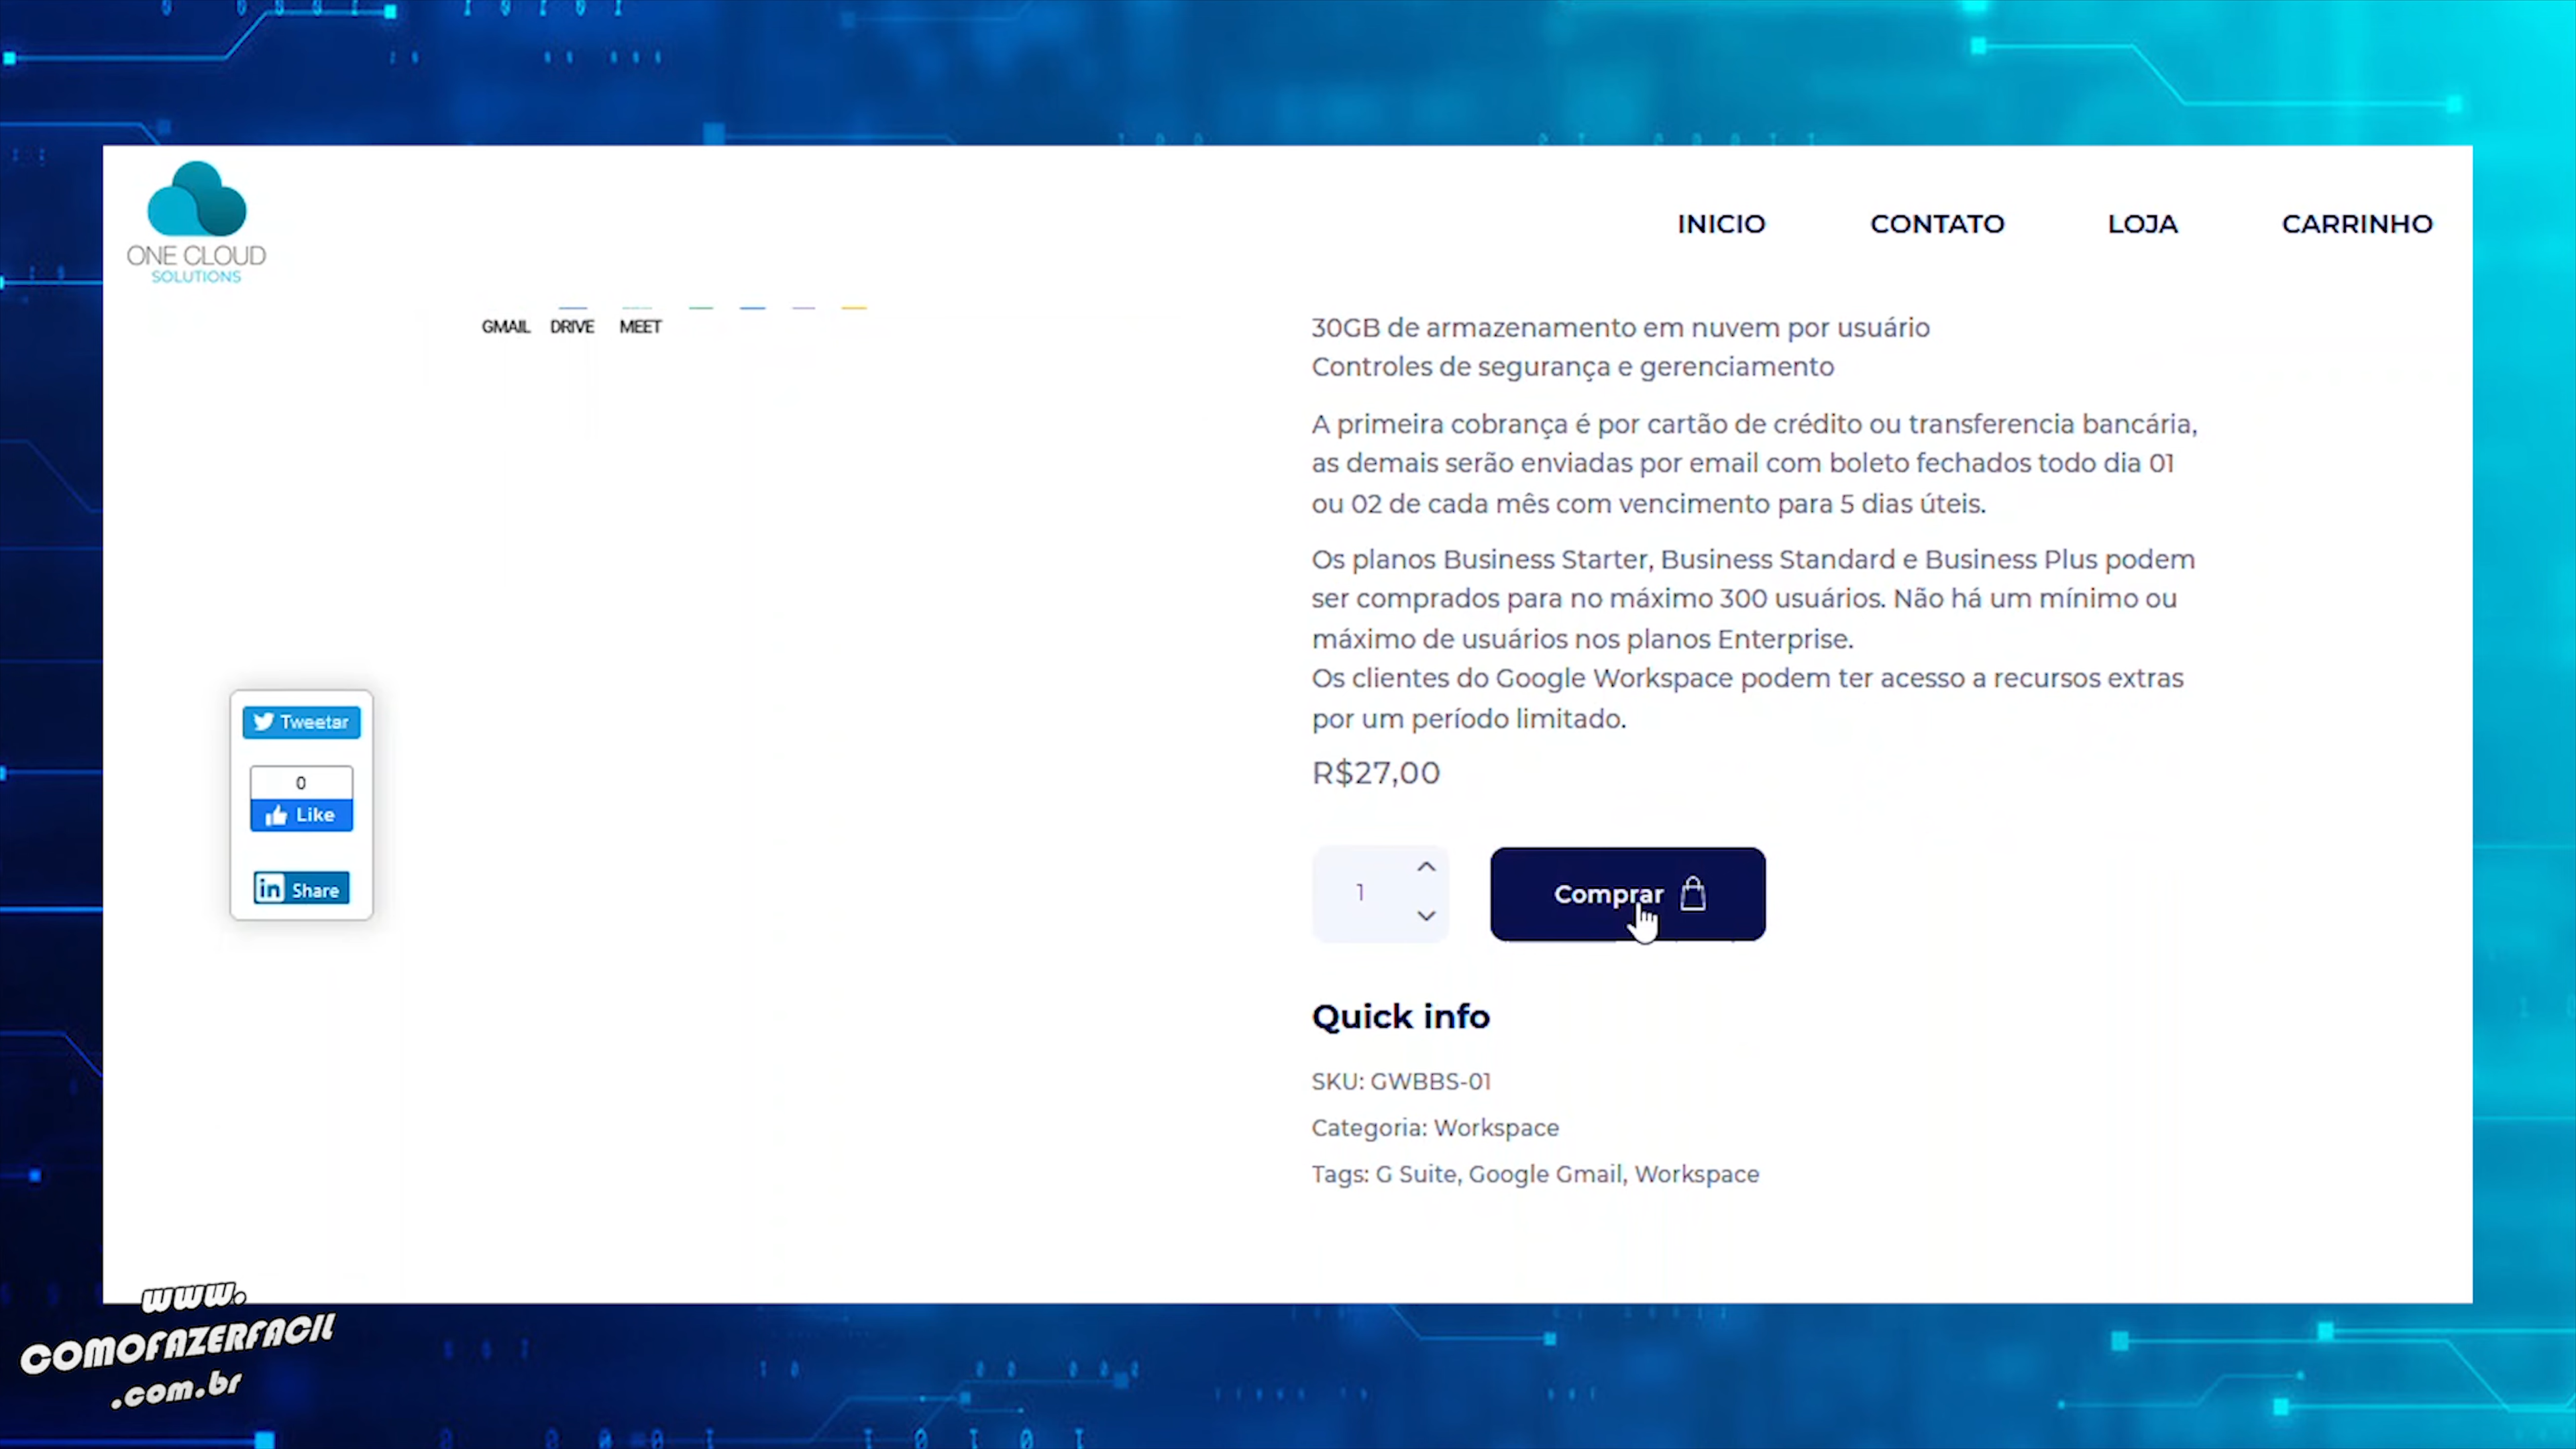 ONE CLOUD
SOLUTIONS
INICIO CONTATO LOJA CARRINHO
GMAIL DRIVE MEET
30GB de armazenamento em nuvem por usuário
Controles de segurança e gerenciamento
A primeira cobrança é por cartão de crédito ou transferencia bancária,
as demais serão enviadas por email com boleto fechados todo dia 01
ou 02 de cada mês com vencimento para 5 dias úteis.
Os planos Business Starter, Business Standard e Business Plus podem
ser comprados para no máximo 300 usuários. Não há um mínimo ou
máximo de usuários nos planos Enterprise.
Os clientes do Google Workspace podem ter acesso a recursos extras
por um período limitado.
R$27,00
1
Comprar
Quick info
SKU: GWBBS-01
Categoria: Workspace
Tags: G Suite, Google Gmail, Workspace
Tweetar
0
Like
in Share
www.
COMOFAZERFACIL
.com.br